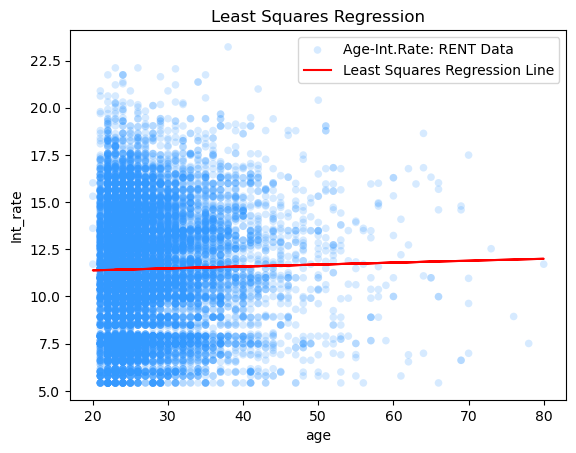 Least Squares Regression
Age-Int.Rate: RENT Data
Least Squares Regression Line
Int_rate
22.5
20.0
17.5
15.0
12.5
10.0
7.5
5.0
20 30 40 50 60 70 80
age